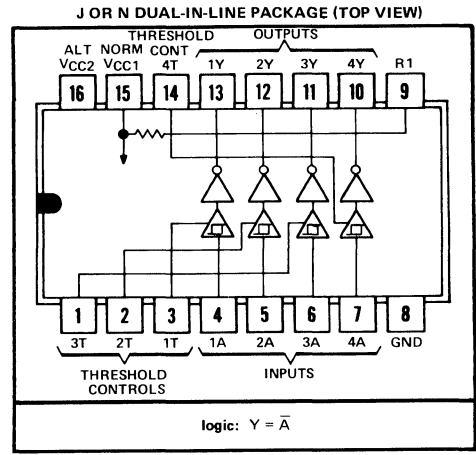 J OR N DUAL-IN-LINE PACKAGE (TOP VIEW)
THRESHOLD OUTPUTS
ALT NORM CONT
VCC2 VCC1 4T 1Y 2Y 3Y 4Y R1
16 15 14 13 12 11 10 9
1 2 3 4 5 6 7 8
3T 2T 1T 1A 2A 3A 4A GND
THRESHOLD INPUTS
CONTROLS
logic: Y = A̅